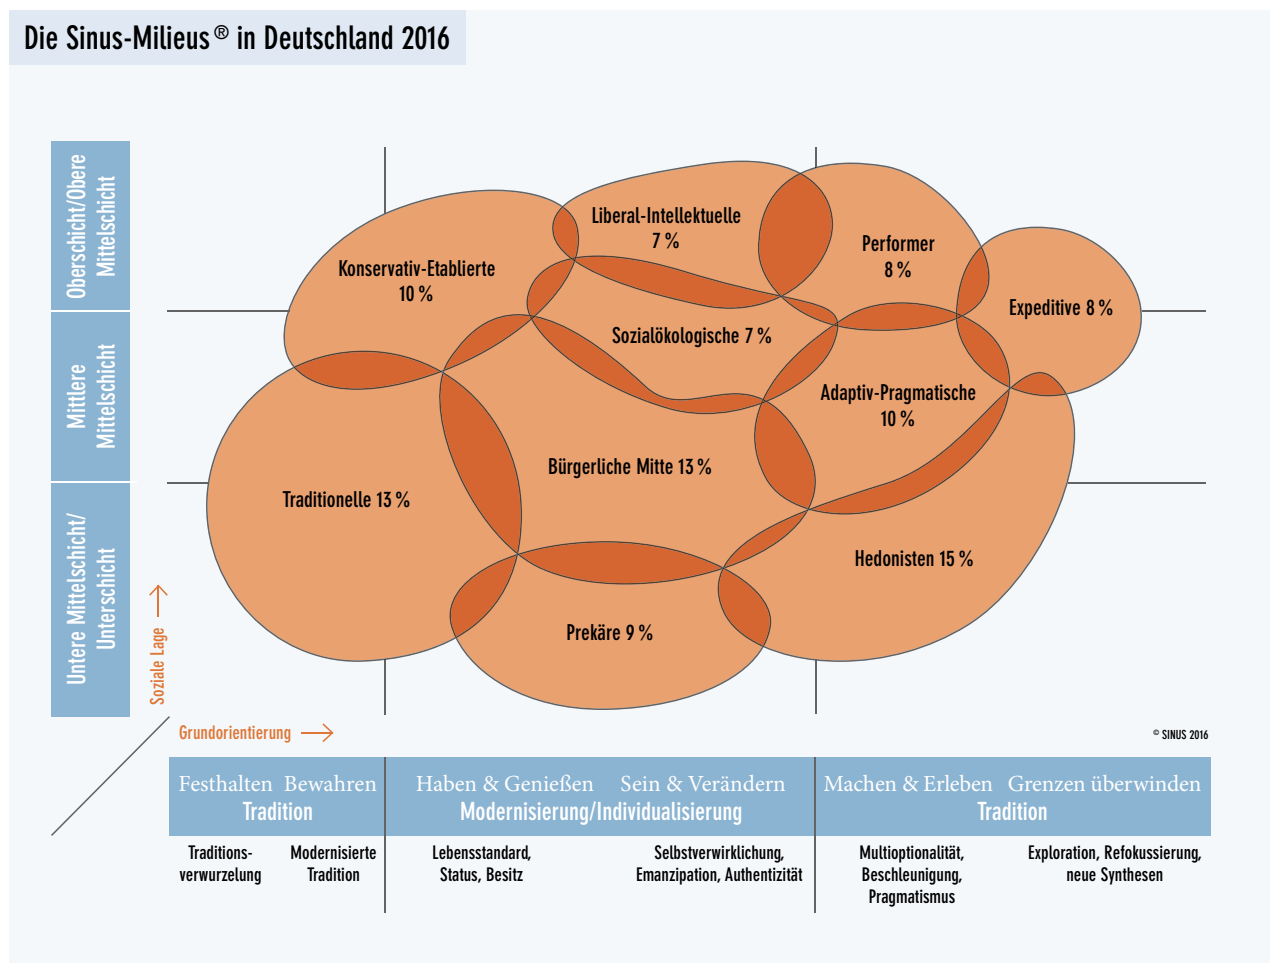 Die Sinus-Milieus® in Deutschland 2016
Oberschicht/Obere
Mittelschicht
Mittlere
Mittelschicht
Untere Mittelschicht/
Unterschicht
Soziale Lage
Liberal-Intellektuelle
7 %
Performer
8 %
Konservativ-Etablierte
10 %
Expeditive 8 %
Sozialökologische 7 %
Adaptiv-Pragmatische
10 %
Bürgerliche Mitte 13 %
Traditionelle 13 %
Hedonisten 15 %
Prekäre 9 %
Grundorientierung
© SINUS 2016
Festhalten Bewahren
Tradition
Haben & Genießen Sein & Verändern
Modernisierung/Individualisierung
Machen & Erleben Grenzen überwinden
Tradition
Traditions-
verwurzelung
Modernisierte
Tradition
Lebensstandard,
Status, Besitz
Selbstverwirklichung,
Emanzipation, Authentizität
Multioptionalität,
Beschleunigung,
Pragmatismus
Exploration, Refokussierung,
neue Synthesen